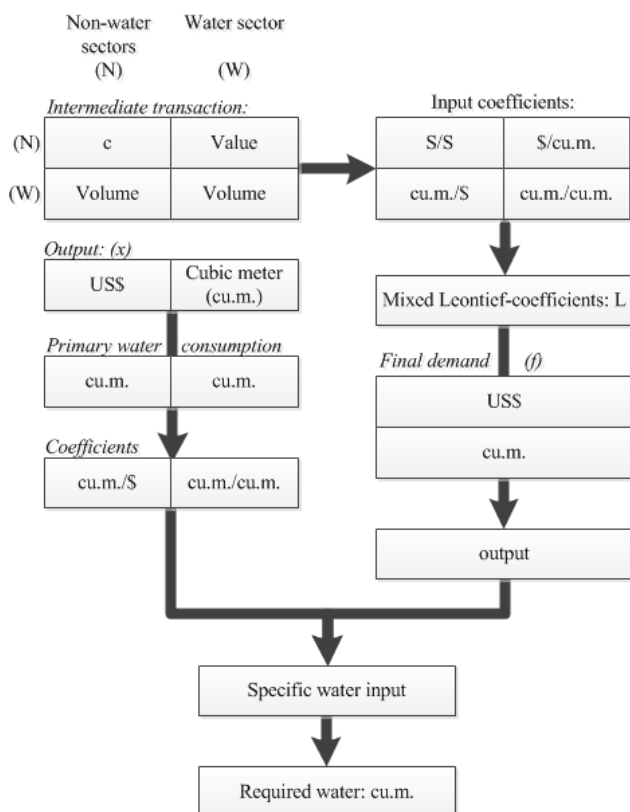 Non-water
sectors
(N)
Water sector
(W)
Intermediate transaction:
(N)
c
Value
(W)
Volume
Volume
Input coefficients:
S/S
$/cu.m.
cu.m./$
cu.m./cu.m.
Output: (x)
US$
Cubic meter
(cu.m.)
Primary water consumption
cu.m.
cu.m.
Coefficients
cu.m./$
cu.m./cu.m.
Mixed Leontief-coefficients: L
Final demand (f)
US$
cu.m.
output
Specific water input
Required water: cu.m.